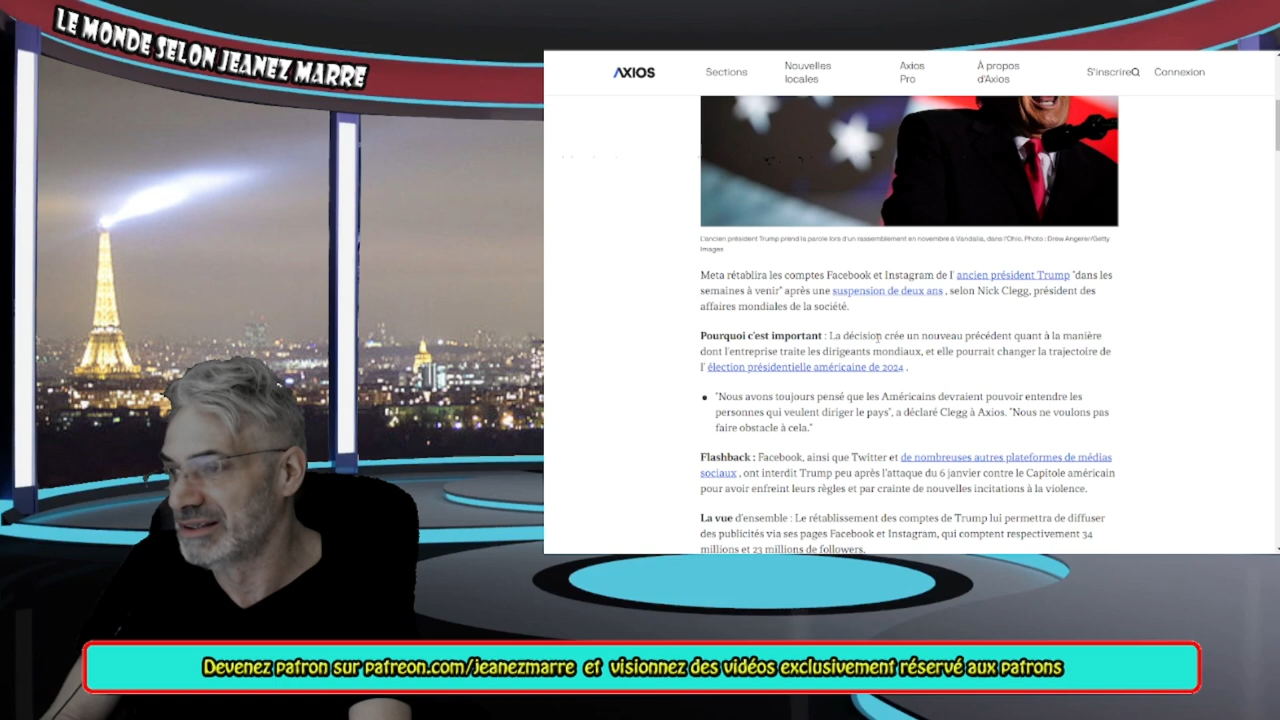 LE MONDE SELON JEANEZ MARRE
AXIOS
Sections
Nouvelles
locales
Axios
Pro
À propos
d'Axios
S'inscrire
Connexion
L'ancien président Trump prend la parole lors d'un rassemblement en novembre à Vandalia, dans l'Ohio. Photo : Drew Angerer/Getty
Images
Meta rétablira les comptes Facebook et Instagram de l' ancien président Trump "dans les
semaines à venir" après une suspension de deux ans , selon Nick Clegg, président des
affaires mondiales de la société.
Pourquoi c'est important : La décision crée un nouveau précédent quant à la manière
dont l'entreprise traite les dirigeants mondiaux, et elle pourrait changer la trajectoire de
l' élection présidentielle américaine de 2024 .
• "Nous avons toujours pensé que les Américains devraient pouvoir entendre les
personnes qui veulent diriger le pays", a déclaré Clegg à Axios. "Nous ne voulons pas
faire obstacle à cela."
Flashback : Facebook, ainsi que Twitter et de nombreuses autres plateformes de médias
sociaux , ont interdit Trump peu après l'attaque du 6 janvier contre le Capitole américain
pour avoir enfreint leurs règles et par crainte de nouvelles incitations à la violence.
La vue d'ensemble : Le rétablissement des comptes de Trump lui permettra de diffuser
des publicités via ses pages Facebook et Instagram, qui comptent respectivement 34
millions et 23 millions de followers.
Devenez patron sur patreon.com/jeanezmarre et visionnez des vidéos exclusivement réservé aux patrons